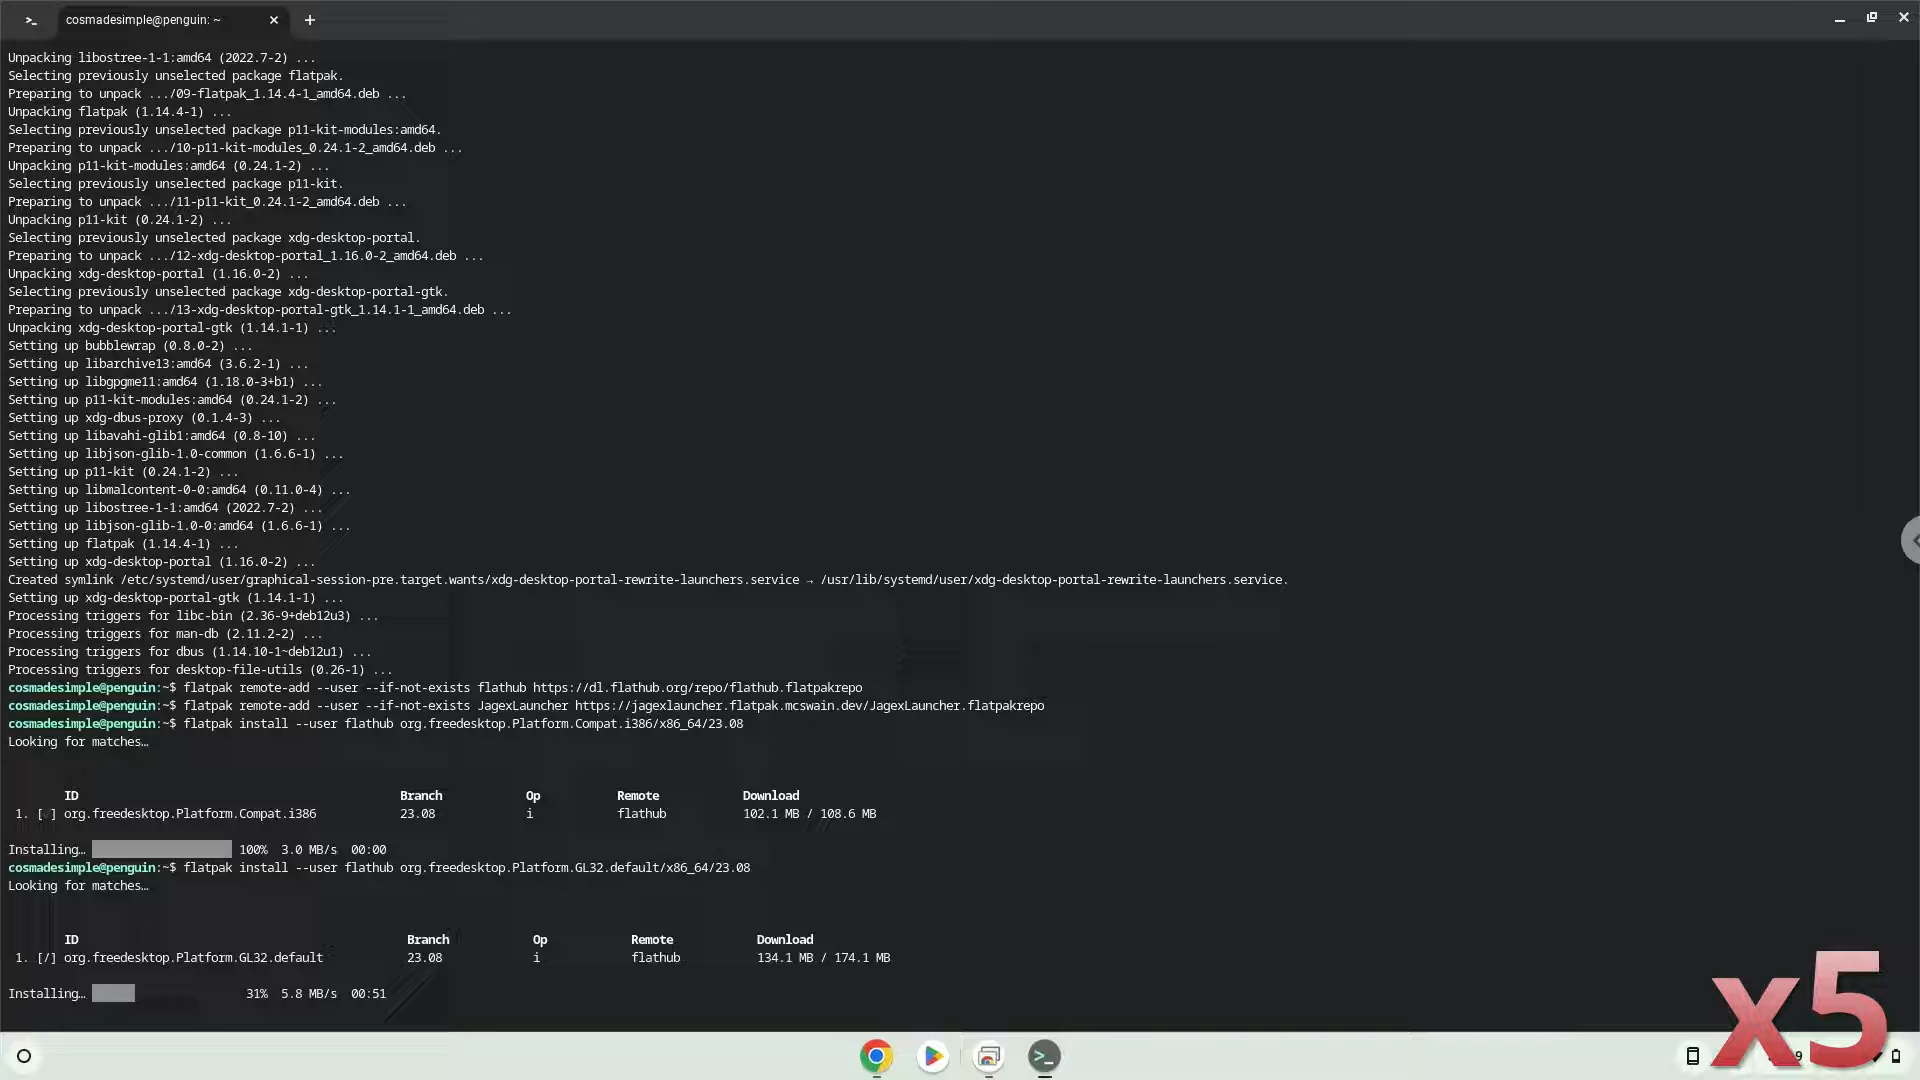 cosmadesimple@penguin: ~
Unpacking libostree-1-1:amd64 (2022.7-2) ...
Selecting previously unselected package flatpak.
Preparing to unpack .../09-flatpak_1.14.4-1_amd64.deb ...
Unpacking flatpak (1.14.4-1) ...
Selecting previously unselected package p11-kit-modules:amd64.
Preparing to unpack .../10-p11-kit-modules_0.24.1-2_amd64.deb ...
Unpacking p11-kit-modules:amd64 (0.24.1-2) ...
Selecting previously unselected package p11-kit.
Preparing to unpack .../11-p11-kit_0.24.1-2_amd64.deb ...
Unpacking p11-kit (0.24.1-2) ...
Selecting previously unselected package xdg-desktop-portal.
Preparing to unpack .../12-xdg-desktop-portal_1.16.0-2_amd64.deb ...
Unpacking xdg-desktop-portal (1.16.0-2) ...
Selecting previously unselected package xdg-desktop-portal-gtk.
Preparing to unpack .../13-xdg-desktop-portal-gtk_1.14.1-1_amd64.deb ...
Unpacking xdg-desktop-portal-gtk (1.14.1-1) ...
Setting up bubblewrap (0.8.0-2) ...
Setting up libarchive13:amd64 (3.6.2-1) ...
Setting up libgpgme11:amd64 (1.18.0-3+b1) ...
Setting up p11-kit-modules:amd64 (0.24.1-2) ...
Setting up xdg-dbus-proxy (0.1.4-3) ...
Setting up libavahi-glib1:amd64 (0.8-10) ...
Setting up libjson-glib-1.0-common (1.6.6-1) ...
Setting up p11-kit (0.24.1-2) ...
Setting up libmalcontent-0-0:amd64 (0.11.0-4) ...
Setting up libostree-1-1:amd64 (2022.7-2) ...
Setting up libjson-glib-1.0-0:amd64 (1.6.6-1) ...
Setting up flatpak (1.14.4-1) ...
Setting up xdg-desktop-portal (1.16.0-2) ...
Created symlink /etc/systemd/user/graphical-session-pre.target.wants/xdg-desktop-portal-rewrite-launchers.service → /usr/lib/systemd/user/xdg-desktop-portal-rewrite-launchers.service.
Setting up xdg-desktop-portal-gtk (1.14.1-1) ...
Processing triggers for libc-bin (2.36-9+deb12u3) ...
Processing triggers for man-db (2.11.2-2) ...
Processing triggers for dbus (1.14.10-1~deb12u1) ...
Processing triggers for desktop-file-utils (0.26-1) ...
cosmadesimple@penguin:~$ flatpak remote-add --user --if-not-exists flathub https://dl.flathub.org/repo/flathub.flatpakrepo
cosmadesimple@penguin:~$ flatpak remote-add --user --if-not-exists JagexLauncher https://jagexlauncher.flatpak.mcswain.dev/JagexLauncher.flatpakrepo
cosmadesimple@penguin:~$ flatpak install --user flathub org.freedesktop.Platform.Compat.i386/x86_64/23.08
Looking for matches…
ID Branch Op Remote Download
1. [✓] org.freedesktop.Platform.Compat.i386 23.08 i flathub 102.1 MB / 108.6 MB
Installing… 100% 3.0 MB/s 00:00
cosmadesimple@penguin:~$ flatpak install --user flathub org.freedesktop.Platform.GL32.default/x86_64/23.08
Looking for matches…
ID Branch Op Remote Download
1. [/] org.freedesktop.Platform.GL32.default 23.08 i flathub 134.1 MB / 174.1 MB
Installing… 31% 5.8 MB/s 00:51
x5